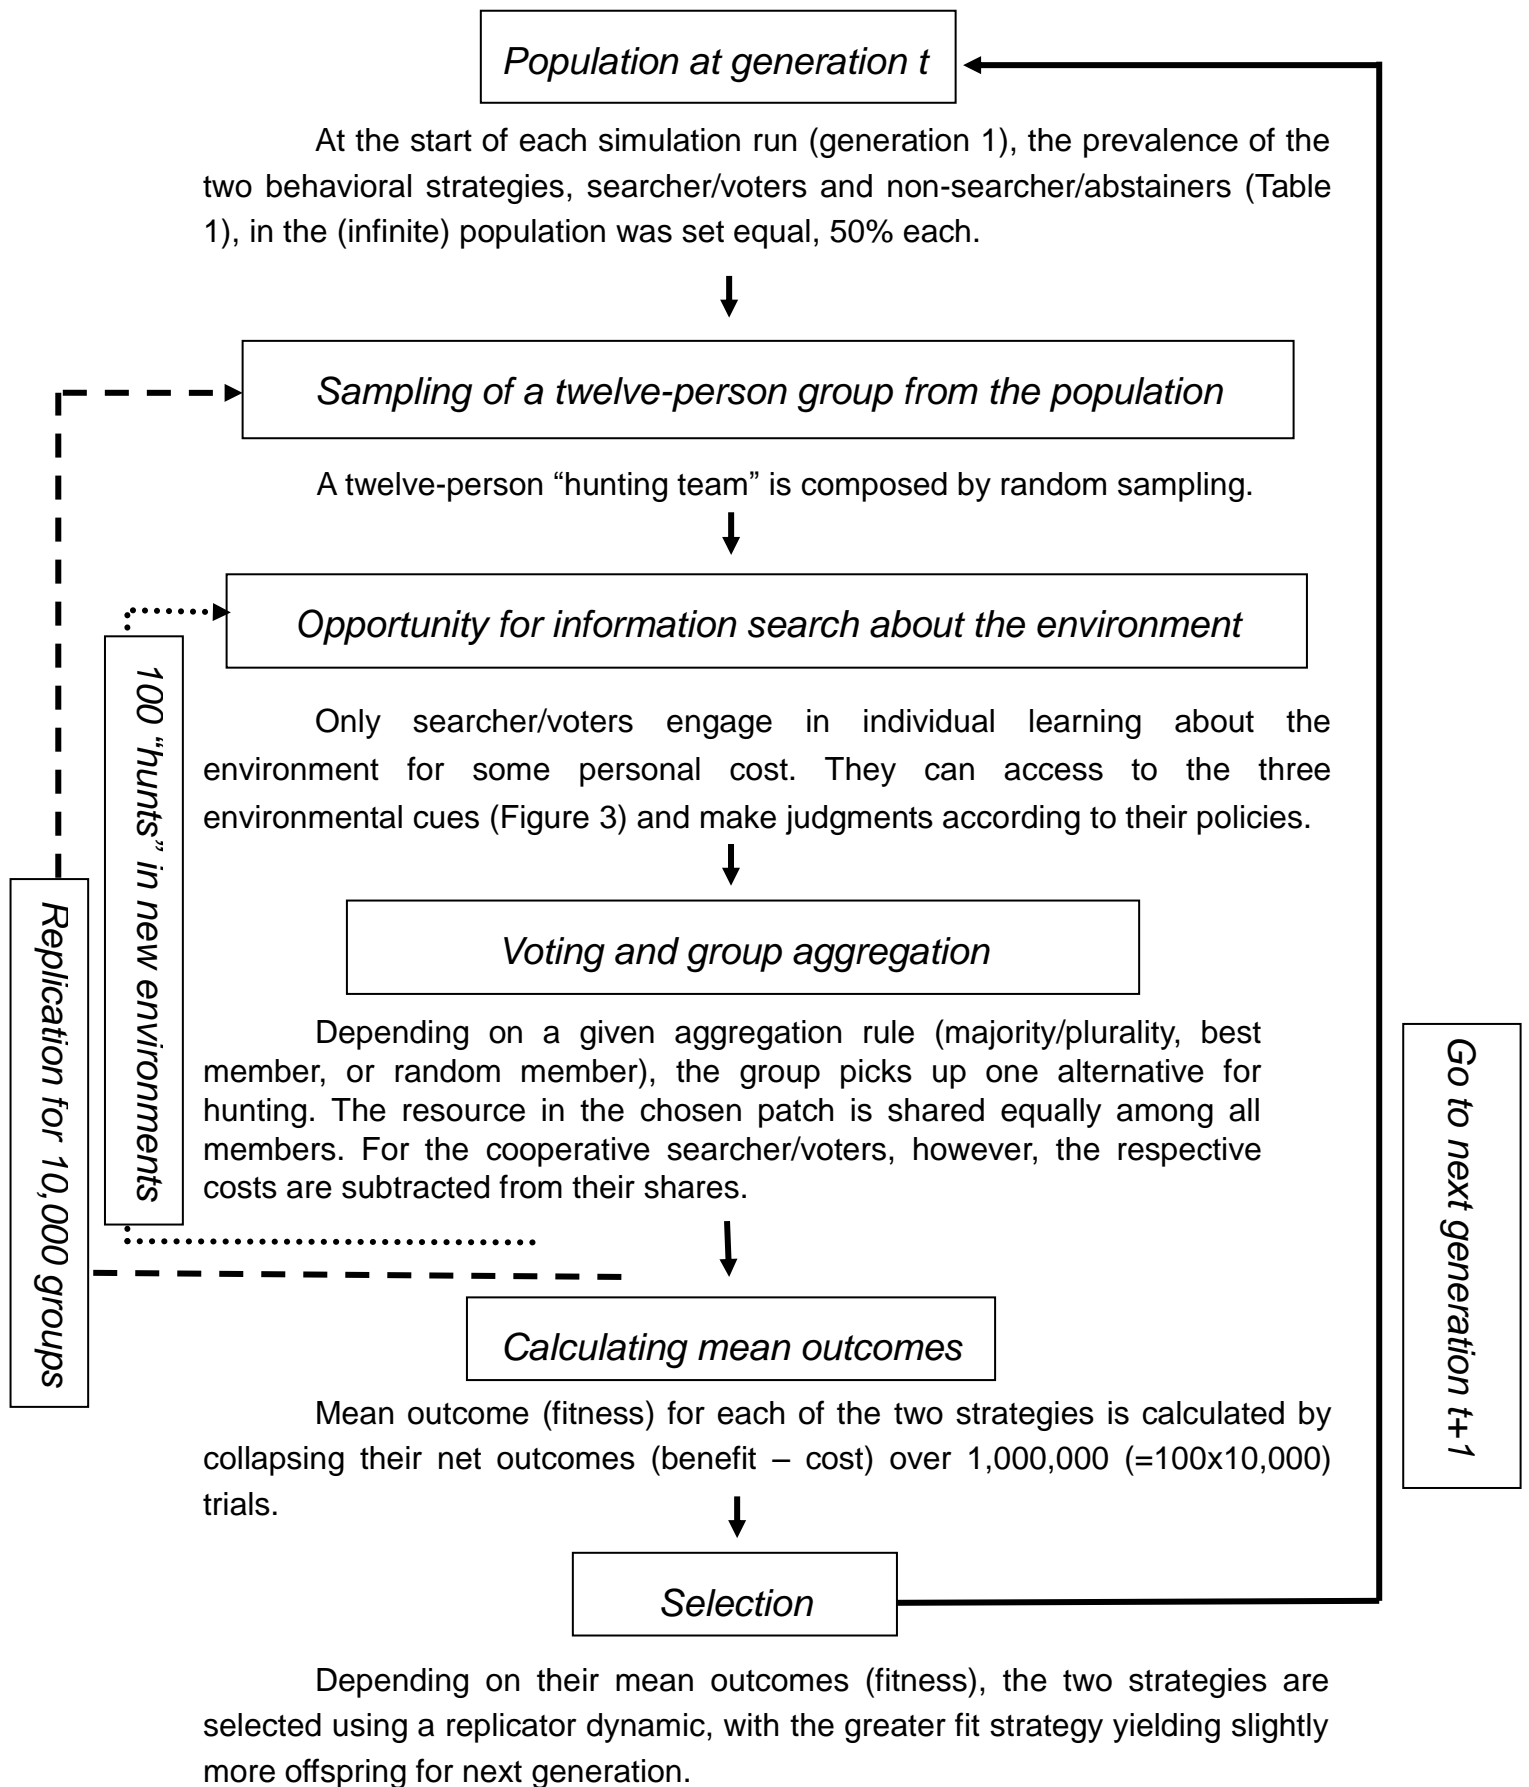 Population at generation t
At the start of each simulation run (generation 1), the prevalence of the
two behavioral strategies, searcher/voters and non-searcher/abstainers (Table
1), in the (infinite) population was set equal, 50% each.
Sampling of a twelve-person group from the population
A twelve-person “hunting team” is composed by random sampling.
Opportunity for information search about the environment
Only searcher/voters engage in individual learning about the
environment for some personal cost. They can access to the three
environmental cues (Figure 3) and make judgments according to their policies.
Voting and group aggregation
Depending on a given aggregation rule (majority/plurality, best
member, or random member), the group picks up one alternative for
hunting. The resource in the chosen patch is shared equally among all
members. For the cooperative searcher/voters, however, the respective
costs are subtracted from their shares.
100 “hunts” in new environments
Replication for 10,000 groups
Calculating mean outcomes
Mean outcome (fitness) for each of the two strategies is calculated by
collapsing their net outcomes (benefit – cost) over 1,000,000 (=100x10,000)
trials.
Selection
Depending on their mean outcomes (fitness), the two strategies are
selected using a replicator dynamic, with the greater fit strategy yielding slightly
more offspring for next generation.
Go to next generation t+1